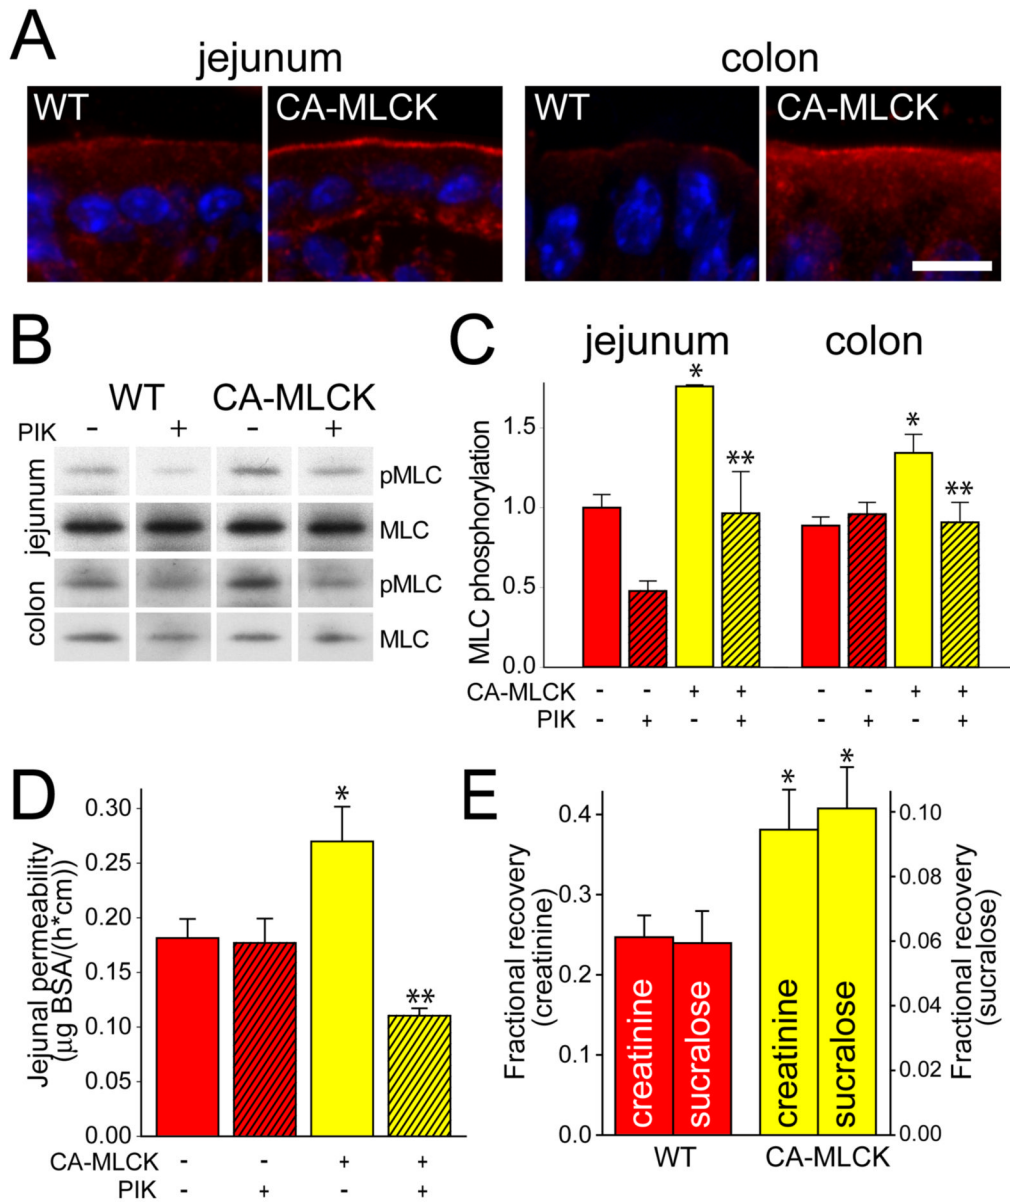 A
jejunum
colon
WT
CA-MLCK
WT
CA-MLCK
B
WT
CA-MLCK
PIK - + - +
jejunum
pMLC
MLC
colon
pMLC
MLC
C
jejunum
colon
MLC phosphorylation
1.5
1.0
0.5
0.0
*
**
*
**
CA-MLCK - - + + - - + +
PIK - + - + - + - +
D
Jejunal permeability
(µg BSA/(h*cm))
0.30
0.25
0.20
0.15
0.10
0.05
0.00
*
**
CA-MLCK - - + +
PIK - + - +
E
Fractional recovery
(creatinine)
0.4
0.3
0.2
0.1
0.0
*
*
creatinine
sucralose
creatinine
sucralose
WT
CA-MLCK
0.10
0.08
0.06
0.04
0.02
0.00
Fractional recovery
(sucralose)